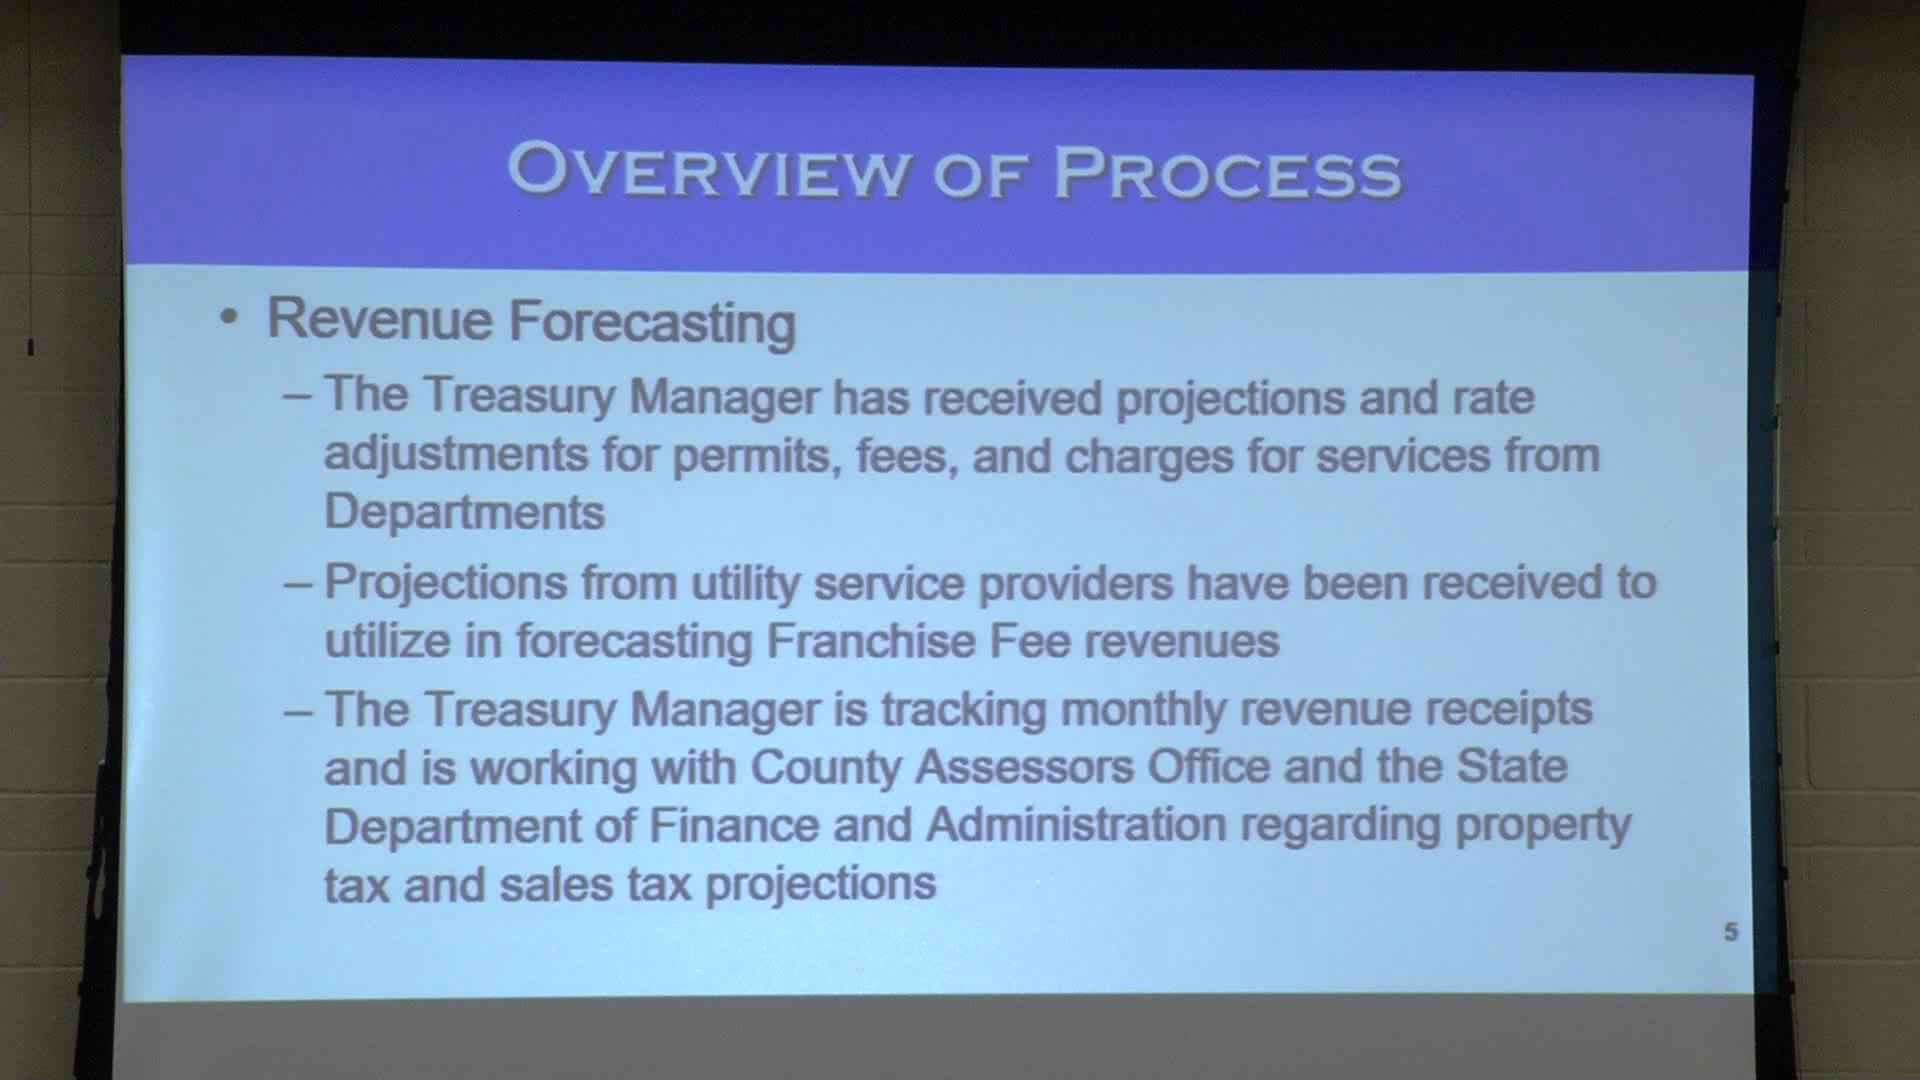 OVERVIEW OF PROCESS
• Revenue Forecasting
– The Treasury Manager has received projections and rate
adjustments for permits, fees, and charges for services from
Departments
– Projections from utility service providers have been received to
utilize in forecasting Franchise Fee revenues
– The Treasury Manager is tracking monthly revenue receipts
and is working with County Assessors Office and the State
Department of Finance and Administration regarding property
tax and sales tax projections
5